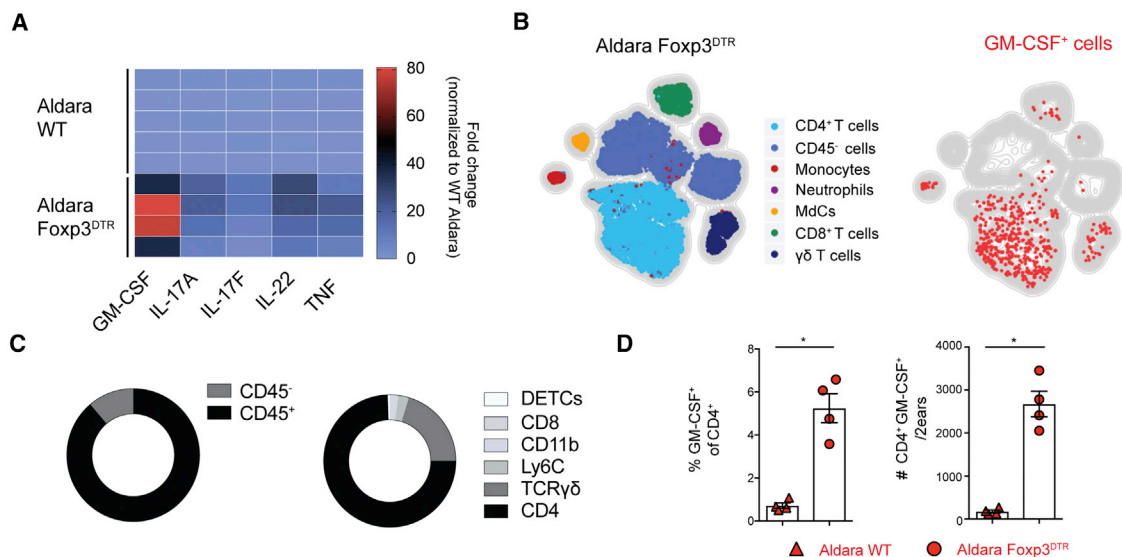 A
Aldara
WT
Aldara
Foxp3DTR
80
60
40
20
0
Fold change
(normalized to WT Aldara)
GM-CSF
IL-17A
IL-17F
IL-22
TNF
B
Aldara Foxp3DTR
GM-CSF+ cells
CD4+ T cells
CD45- cells
Monocytes
Neutrophils
MdCs
CD8+ T cells
γδ T cells
C
CD45-
CD45+
DETCs
CD8
CD11b
Ly6C
TCRγδ
CD4
D
% GM-CSF+
of CD4+
8
6
4
2
0
*
# CD4+ GM-CSF+
/2ears
4000
3000
2000
1000
0
*
Aldara WT
Aldara Foxp3DTR